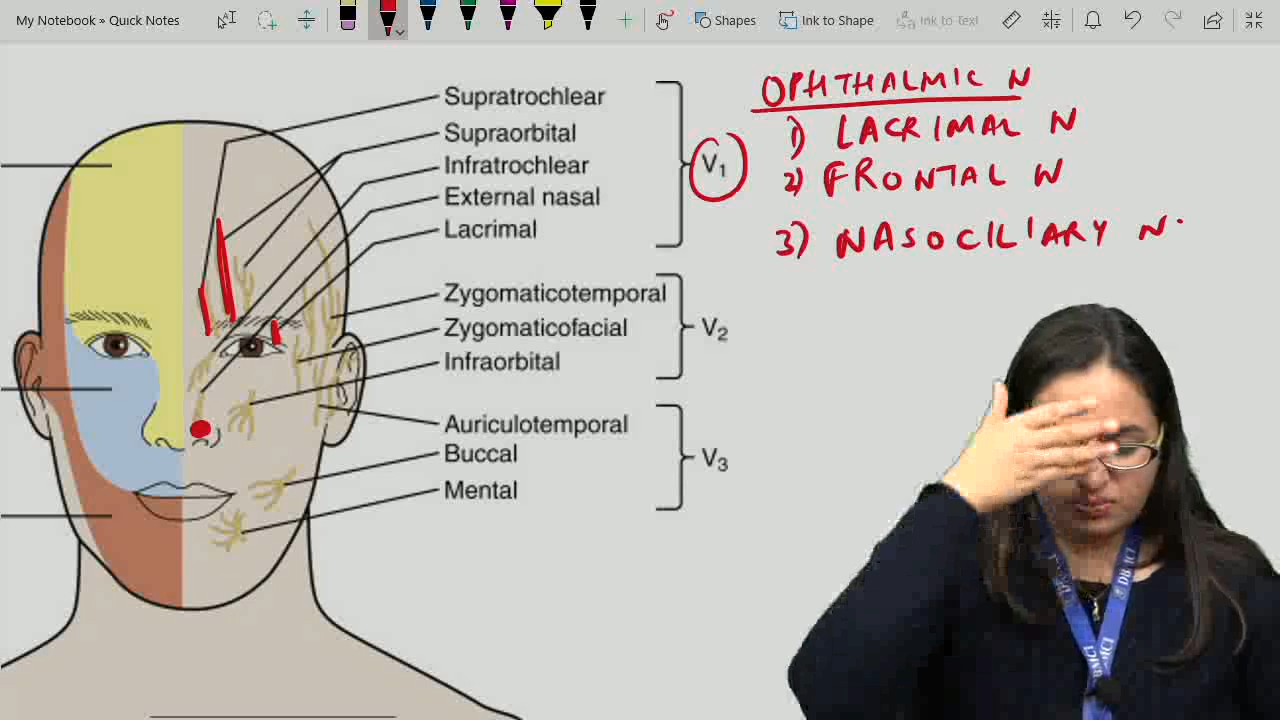 My Notebook » Quick Notes
Shapes
Ink to Shape
Ink to Text
Supratrochlear
Supraorbital
Infratrochlear
External nasal
Lacrimal
V1
Zygomaticotemporal
Zygomaticofacial
Infraorbital
V2
Auriculotemporal
Buccal
Mental
V3
OPHTHALMIC N
1) LACRIMAL N
2) FRONTAL N
3) NASOCILIARY N.